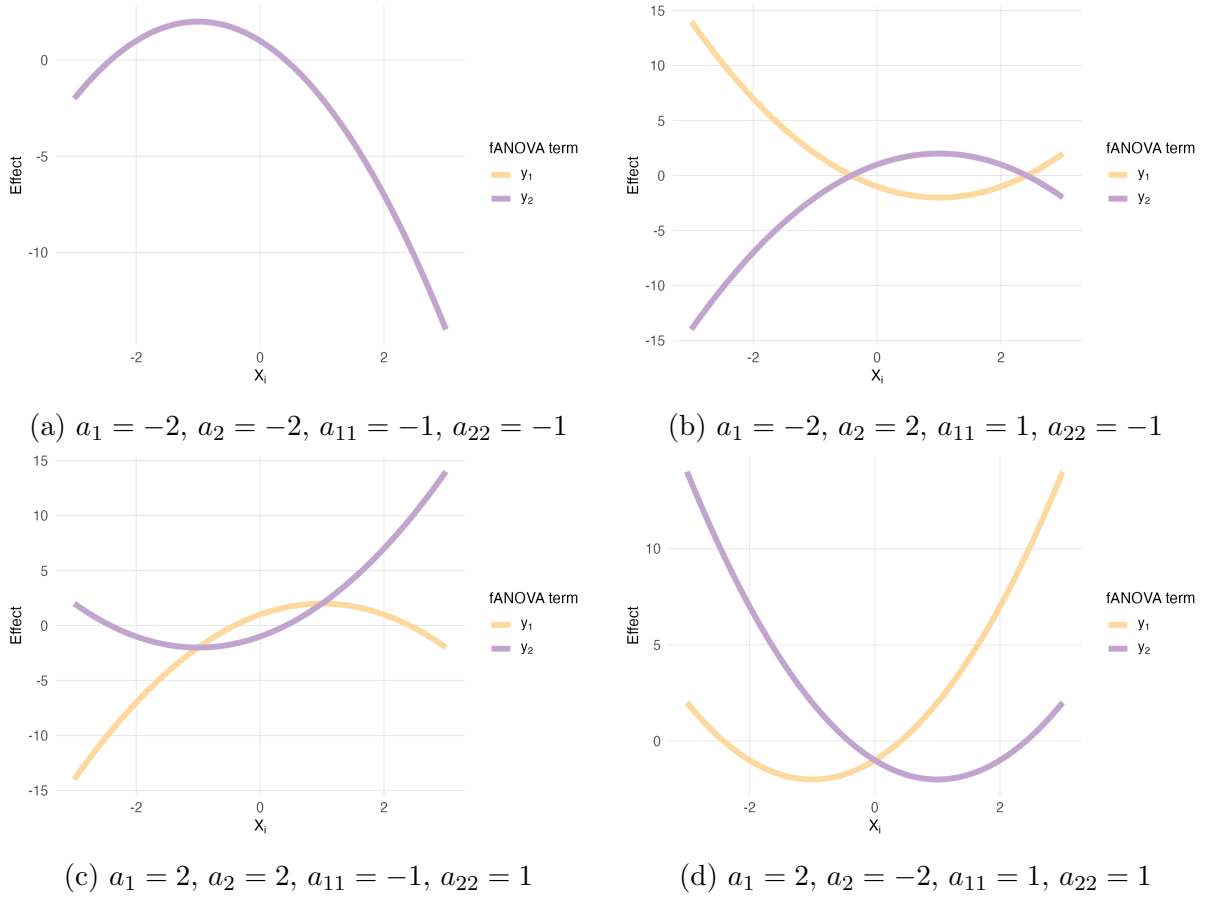 0
-5
-10
Effect
-2
0
2
Xᵢ
fANOVA term
y₁
y₂
(a) a₁ = −2, a₂ = −2, a₁₁ = −1, a₂₂ = −1
15
10
5
0
-5
-10
-15
Effect
-2
0
2
Xᵢ
fANOVA term
y₁
y₂
(b) a₁ = −2, a₂ = 2, a₁₁ = 1, a₂₂ = −1
15
10
5
0
-5
-10
-15
Effect
-2
0
2
Xᵢ
fANOVA term
y₁
y₂
(c) a₁ = 2, a₂ = 2, a₁₁ = −1, a₂₂ = 1
10
5
0
Effect
-2
0
2
Xᵢ
fANOVA term
y₁
y₂
(d) a₁ = 2, a₂ = −2, a₁₁ = 1, a₂₂ = 1